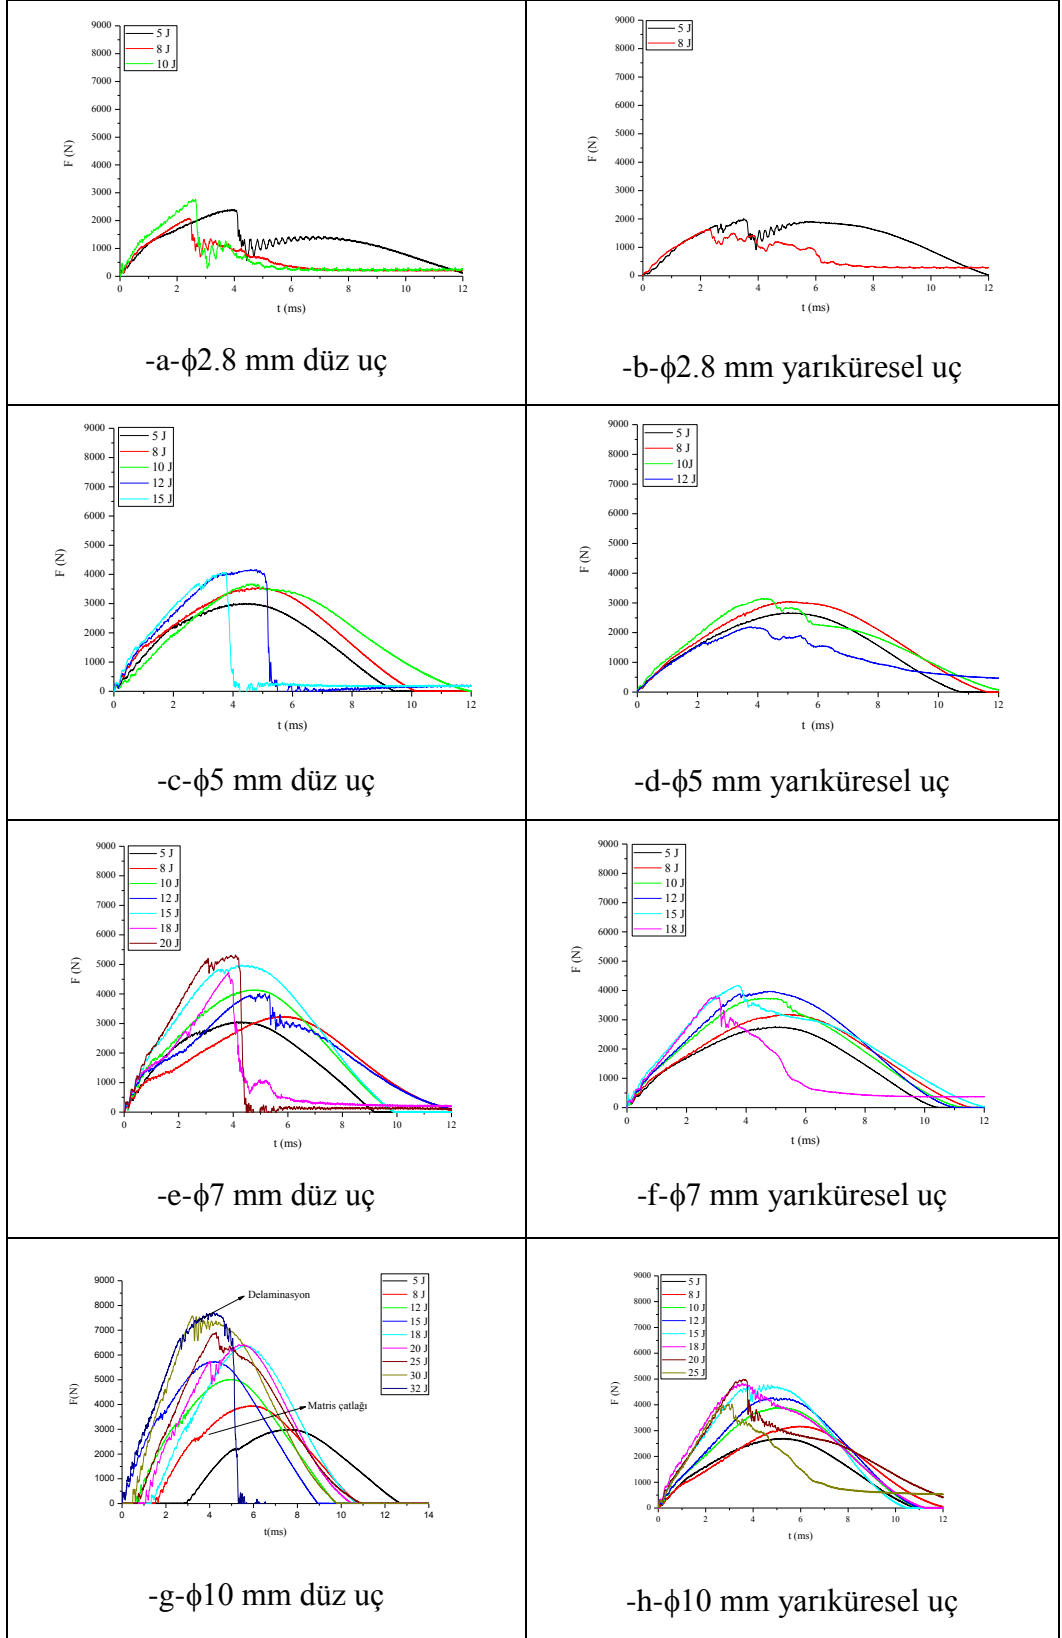 9000
8000
7000
6000
5000
4000
3000
2000
1000
0
F (N)
5 J
8 J
10 J
0 2 4 6 8 10 12
t (ms)
-a-ϕ2.8 mm düz uç
9000
8000
7000
6000
5000
4000
3000
2000
1000
0
F (N)
5 J
8 J
0 2 4 6 8 10 12
t (ms)
-b-ϕ2.8 mm yarıküresel uç
9000
8000
7000
6000
5000
4000
3000
2000
1000
0
F (N)
5 J
8 J
10 J
12 J
15 J
0 2 4 6 8 10 12
t (ms)
-c-ϕ5 mm düz uç
9000
8000
7000
6000
5000
4000
3000
2000
1000
0
F (N)
5 J
8 J
10J
12 J
0 2 4 6 8 10 12
t (ms)
-d-ϕ5 mm yarıküresel uç
9000
8000
7000
6000
5000
4000
3000
2000
1000
0
F (N)
5 J
8 J
10 J
12 J
15 J
18 J
20 J
0 2 4 6 8 10 12
t (ms)
-e-ϕ7 mm düz uç
9000
8000
7000
6000
5000
4000
3000
2000
1000
0
F (N)
5 J
8 J
10 J
12 J
15 J
18 J
0 2 4 6 8 10 12
t (ms)
-f-ϕ7 mm yarıküresel uç
9000
8000
7000
6000
5000
4000
3000
2000
1000
0
F(N)
Delaminasyon
Matris çatlağı
5 J
8 J
12 J
15 J
18 J
20 J
25 J
30 J
32 J
0 2 4 6 8 10 12 14
t(ms)
-g-ϕ10 mm düz uç
9000
8000
7000
6000
5000
4000
3000
2000
1000
0
F (N)
5 J
8 J
10 J
12 J
15 J
18 J
20 J
25 J
0 2 4 6 8 10 12
t (ms)
-h-ϕ10 mm yarıküresel uç